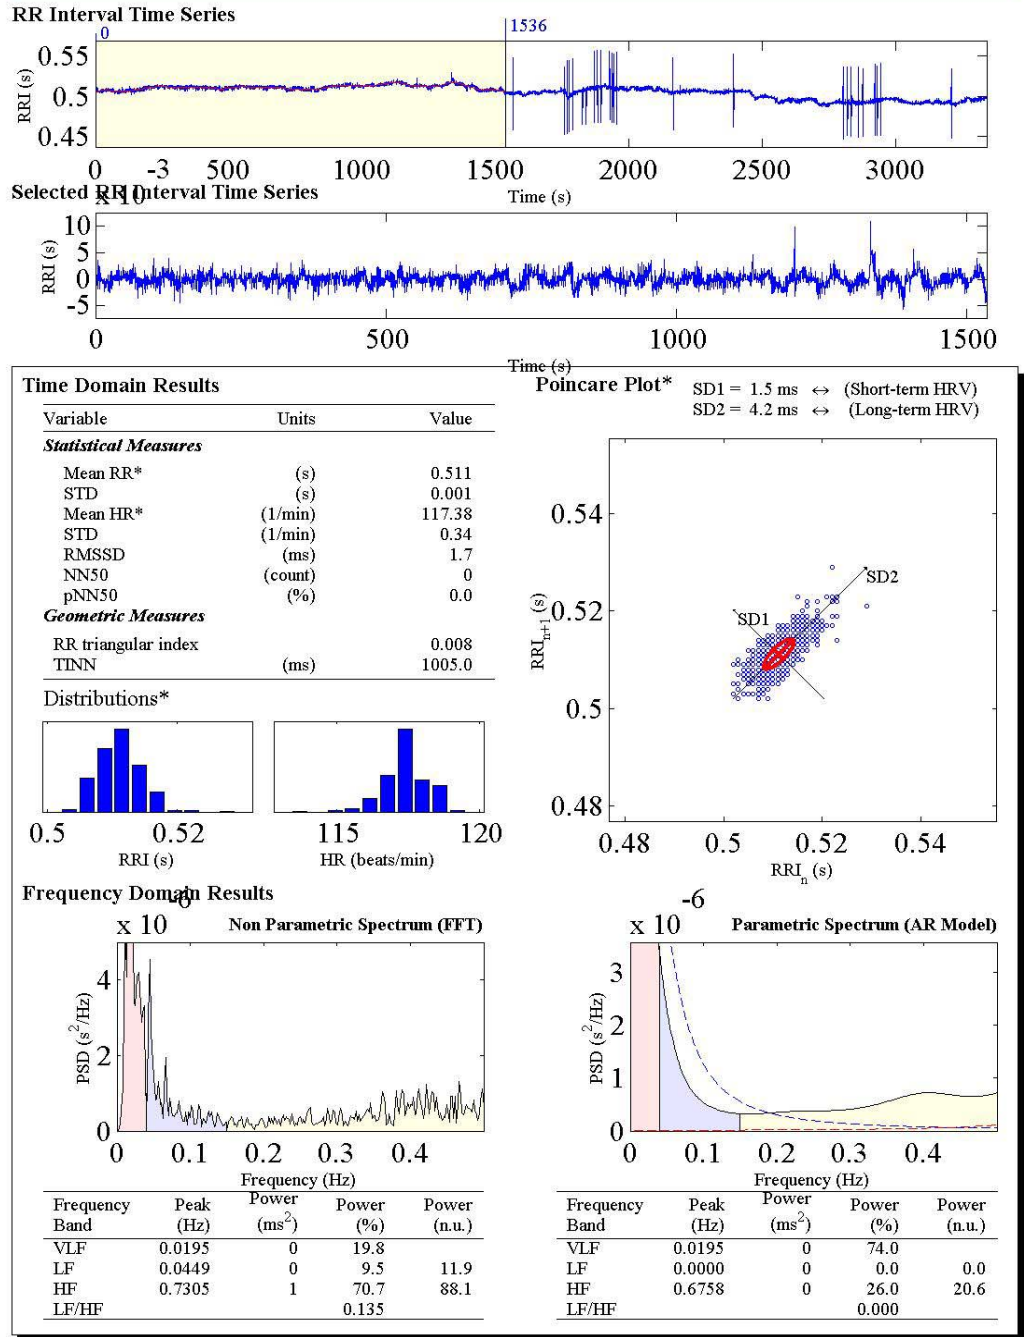 RR Interval Time Series
0
1536
0.55
0.5
0.45
RRI (s)
0 -3 500 1000 1500 2000 2500 3000
Time (s)
Selected RR Interval Time Series
x 10
10
5
0
-5
RRI (s)
0 500 1000 1500
Time (s)
Time Domain Results
Variable Units Value
Statistical Measures
Mean RR* (s) 0.511
STD (s) 0.001
Mean HR* (1/min) 117.38
STD (1/min) 0.34
RMSSD (ms) 1.7
NN50 (count) 0
pNN50 (%) 0.0
Geometric Measures
RR triangular index 0.008
TINN (ms) 1005.0
Distributions*
0.5 0.52
RRI (s)
115 120
HR (beats/min)
Poincare Plot*
SD1 = 1.5 ms ↔ (Short-term HRV)
SD2 = 4.2 ms ↔ (Long-term HRV)
0.54
0.52
0.5
0.48
RRIn+1 (s)
SD2
SD1
0.48 0.5 0.52 0.54
RRIn (s)
Frequency Domain Results
x 10-6
Non Parametric Spectrum (FFT)
4
2
0
PSD (s2/Hz)
0 0.1 0.2 0.3 0.4
Frequency (Hz)
Frequency Band Peak (Hz) Power (ms2) Power (%) Power (n.u.)
VLF 0.0195 0 19.8
LF 0.0449 0 9.5 11.9
HF 0.7305 1 70.7 88.1
LF/HF 0.135
x 10-6
Parametric Spectrum (AR Model)
3
2
1
0
PSD (s2/Hz)
0 0.1 0.2 0.3 0.4
Frequency (Hz)
Frequency Band Peak (Hz) Power (ms2) Power (%) Power (n.u.)
VLF 0.0195 0 74.0
LF 0.0000 0 0.0 0.0
HF 0.6758 0 26.0 20.6
LF/HF 0.000